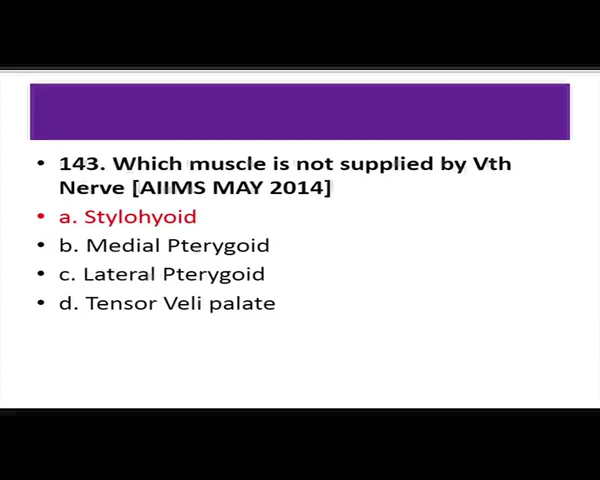 • 143. Which muscle is not supplied by Vth
Nerve [AIIMS MAY 2014]
• a. Stylohyoid
• b. Medial Pterygoid
• c. Lateral Pterygoid
• d. Tensor Veli palate